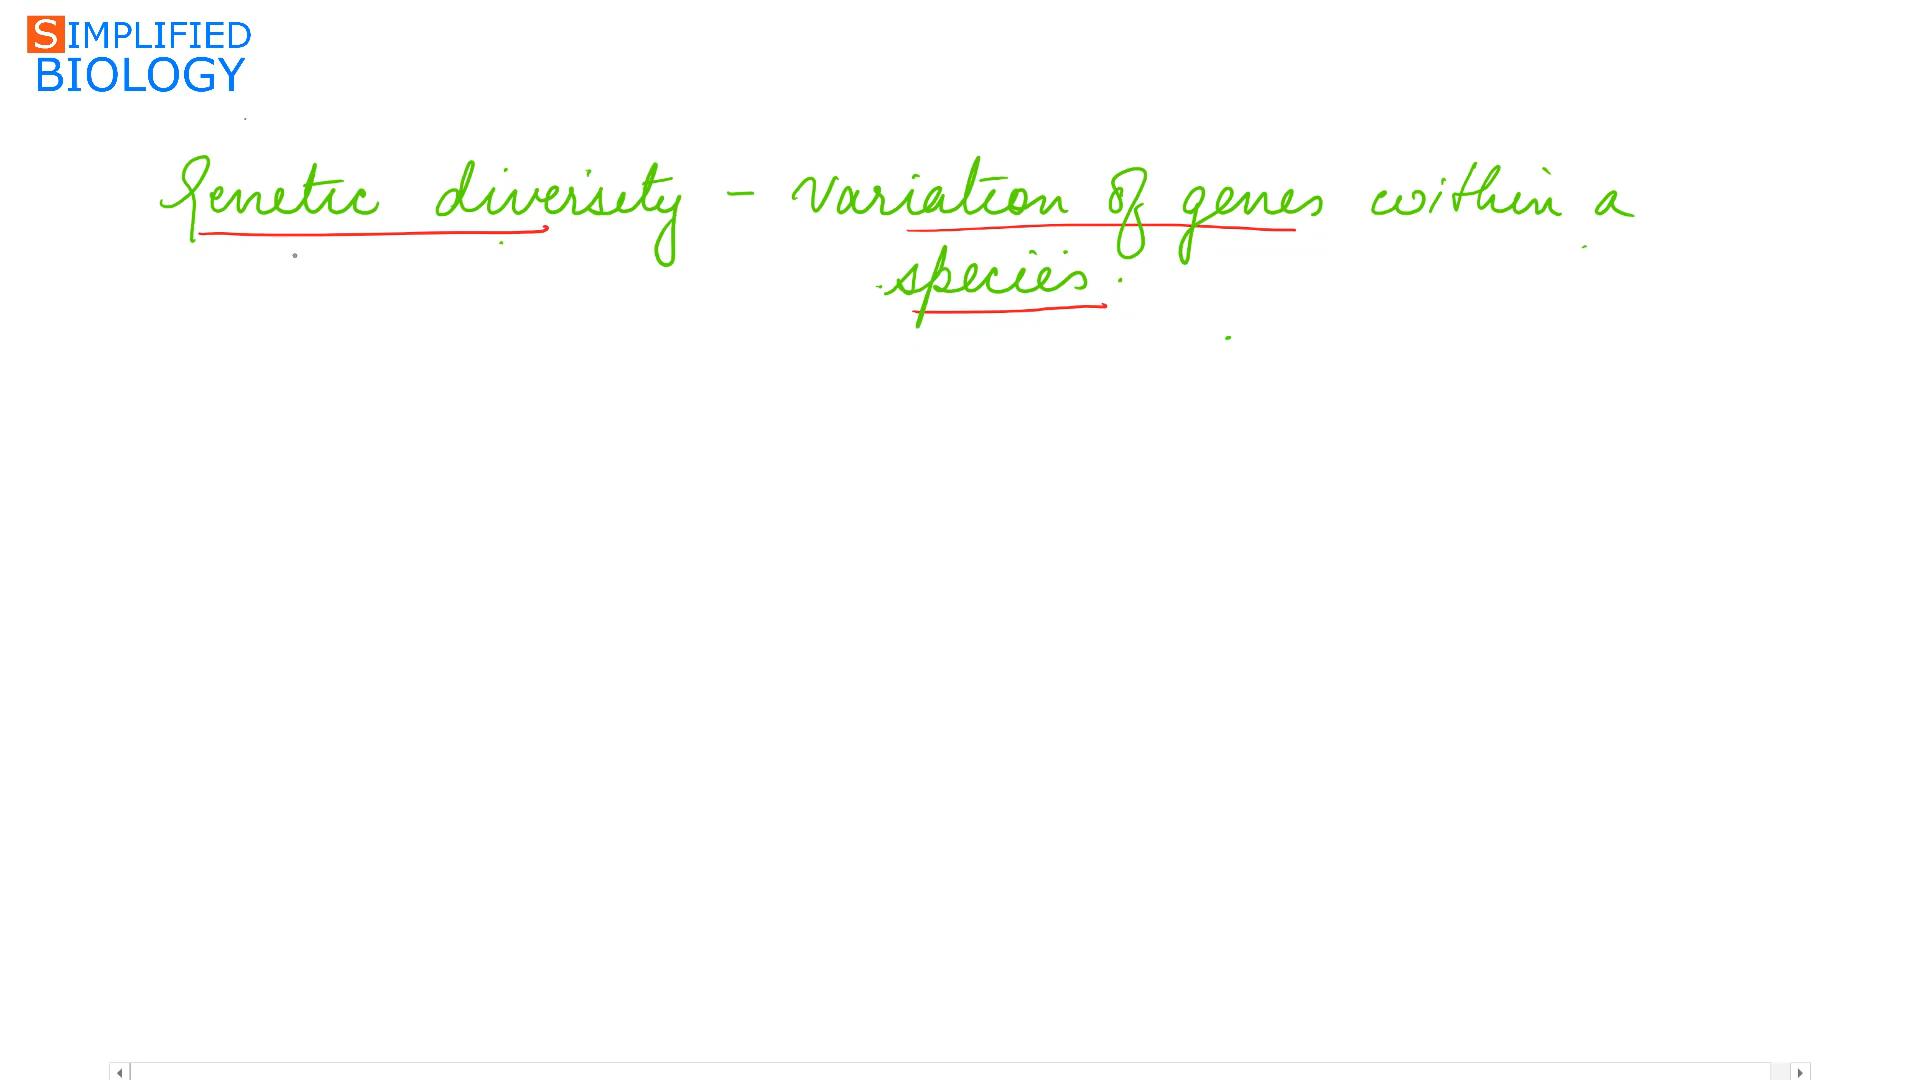 SIMPLIFIED
BIOLOGY
Genetic diversity - variation of genes within a
species.